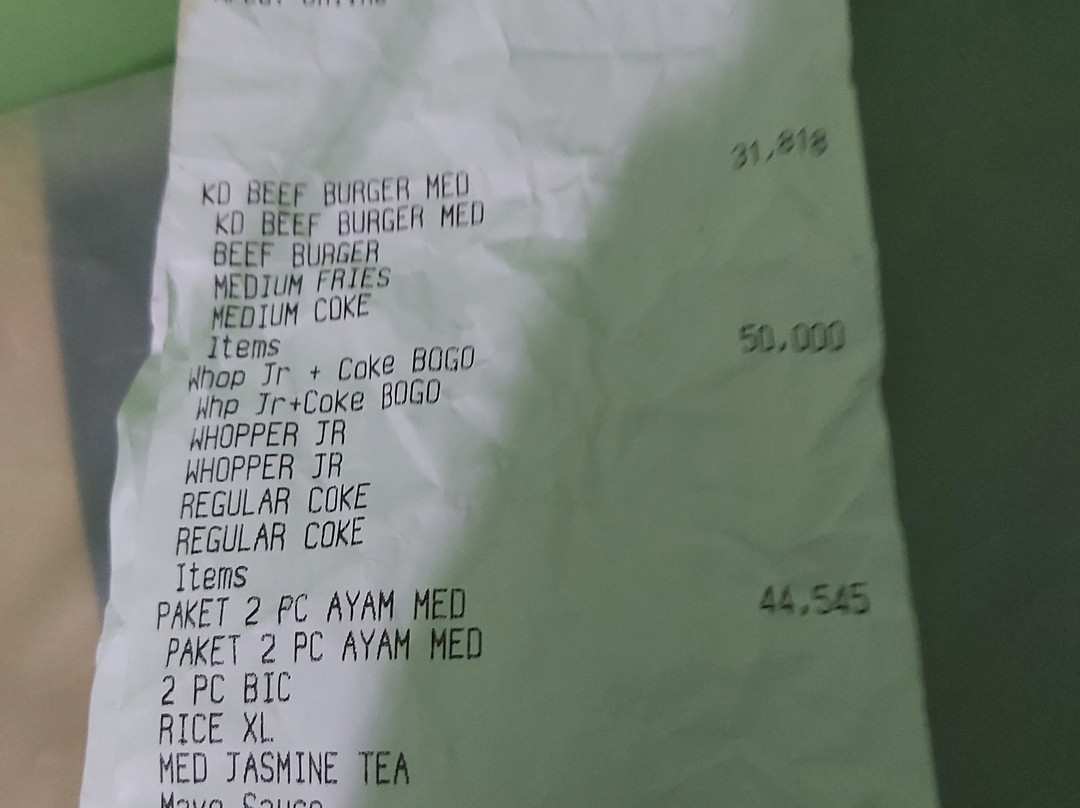 KD BEEF BURGER MED 31,818
KD BEEF BURGER MED
BEEF BURGER
MEDIUM FRIES
MEDIUM COKE
Items
Whop Jr + Coke BOGO 50,000
Whp Jr+Coke BOGO
WHOPPER JR
WHOPPER JR
REGULAR COKE
REGULAR COKE
Items
PAKET 2 PC AYAM MED 44,545
PAKET 2 PC AYAM MED
2 PC BIC
RICE XL
MED JASMINE TEA
Mayo Sauce